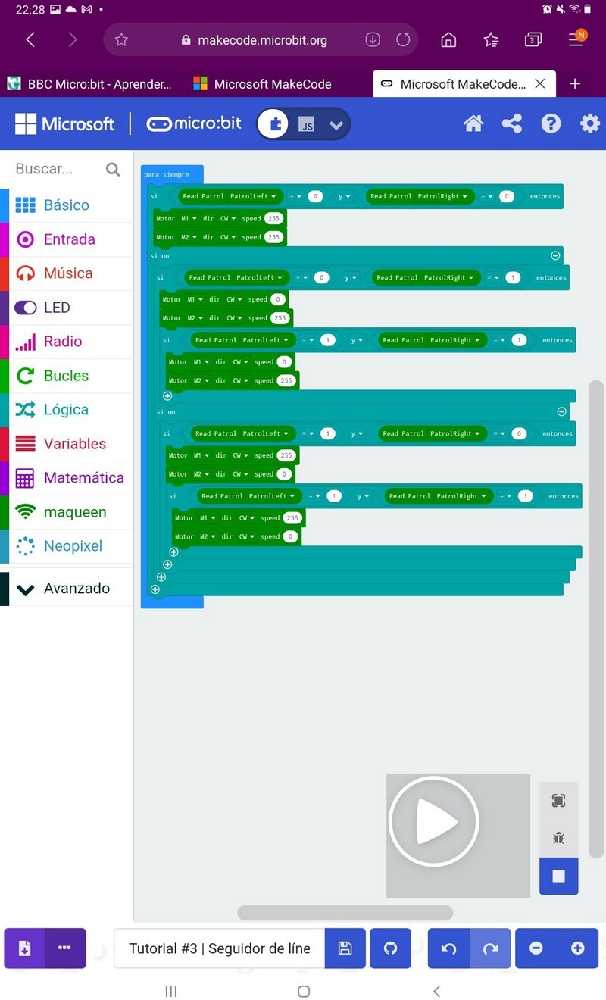 22:28
makecode.microbit.org
3
N
BBC Micro:bit - Aprender...
Microsoft MakeCode
Microsoft MakeCode...
Microsoft
micro:bit
JS
Buscar...
Básico
Entrada
Música
LED
Radio
Bucles
Lógica
Variables
Matemática
maqueen
Neopixel
Avanzado
para siempre
si Read Patrol PatrolLeft = 0 y Read Patrol PatrolRight = 0 entonces
Motor M1 dir CW speed 255
Motor M2 dir CW speed 255
si no
si Read Patrol PatrolLeft = 0 y Read Patrol PatrolRight = 1 entonces
Motor M1 dir CW speed 0
Motor M2 dir CW speed 255
si Read Patrol PatrolLeft = 1 y Read Patrol PatrolRight = 1 entonces
Motor M1 dir CW speed 0
Motor M2 dir CW speed 255
si no
si Read Patrol PatrolLeft = 1 y Read Patrol PatrolRight = 0 entonces
Motor M1 dir CW speed 255
Motor M2 dir CW speed 0
si Read Patrol PatrolLeft = 1 y Read Patrol PatrolRight = 1 entonces
Motor M1 dir CW speed 255
Motor M2 dir CW speed 0
Tutorial #3 | Seguidor de líne